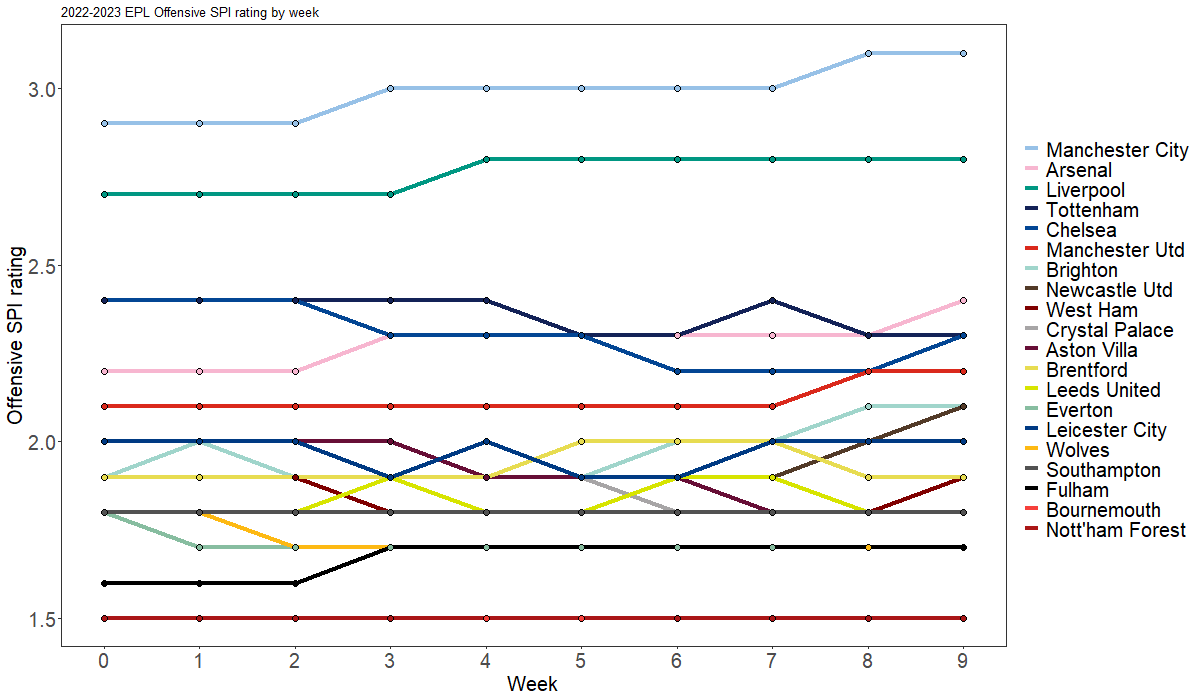 2022-2023 EPL Offensive SPI rating by week
Offensive SPI rating
3.0
2.5
2.0
1.5
0 1 2 3 4 5 6 7 8 9
Week
Manchester City
Arsenal
Liverpool
Tottenham
Chelsea
Manchester Utd
Brighton
Newcastle Utd
West Ham
Crystal Palace
Aston Villa
Brentford
Leeds United
Everton
Leicester City
Wolves
Southampton
Fulham
Bournemouth
Nott'ham Forest